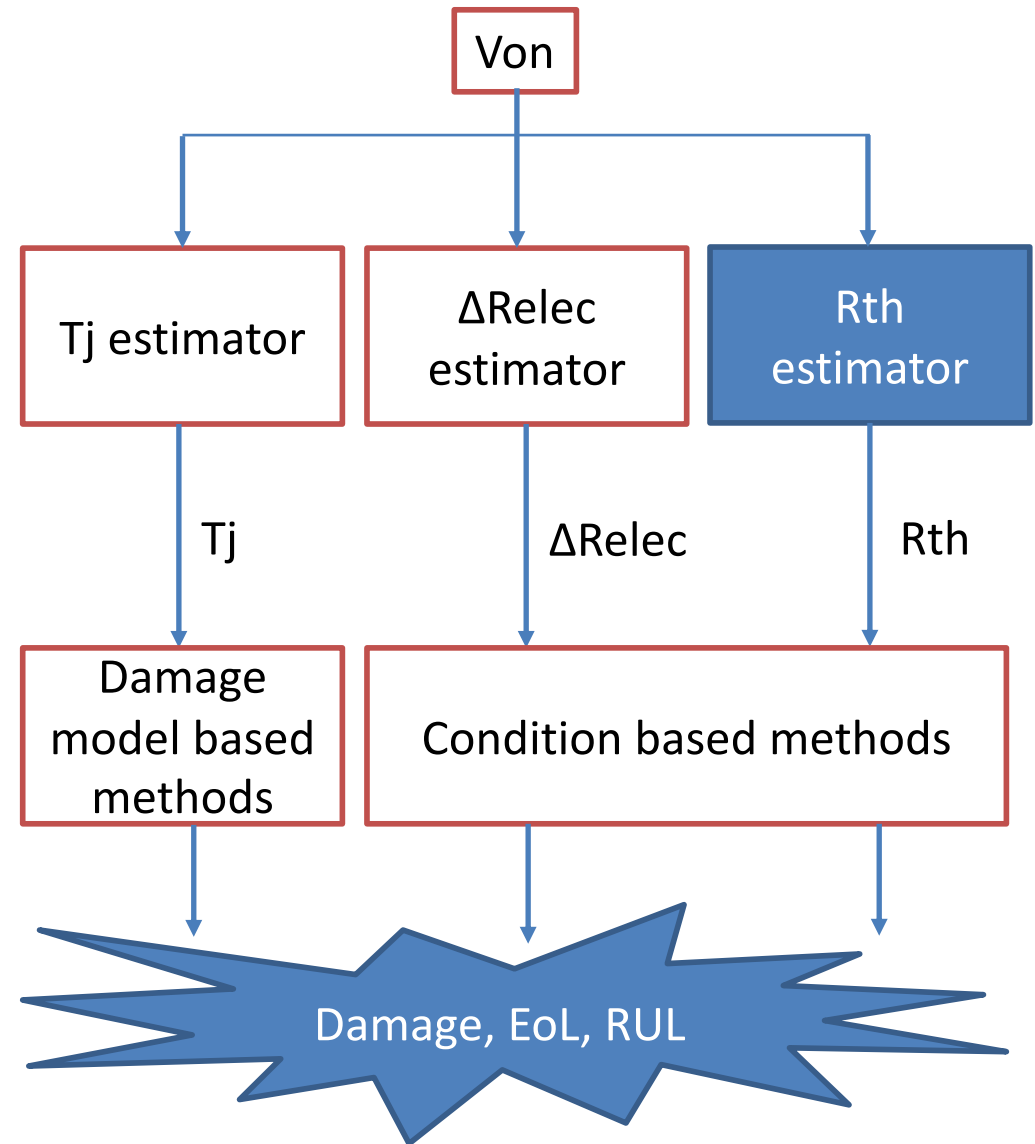 Von
Tj estimator
ΔRelec
estimator
Rth
estimator
Tj
ΔRelec
Rth
Damage
model based
methods
Condition based methods
Damage, EoL, RUL